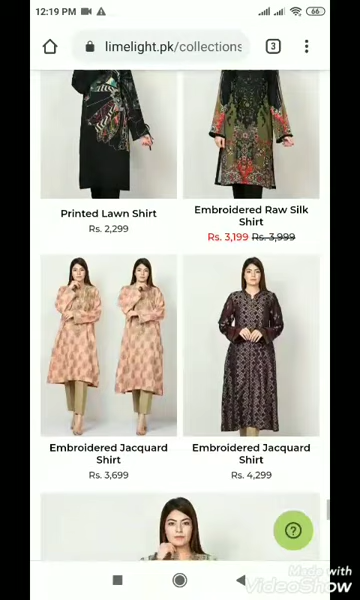 12:19 PM
66
limelight.pk/collections
3
Printed Lawn Shirt
Rs. 2,299
Embroidered Raw Silk
Shirt
Rs. 3,199 Rs. 3,999
Embroidered Jacquard
Shirt
Rs. 3,699
Embroidered Jacquard
Shirt
Rs. 4,299
?
Made with
VideoShow